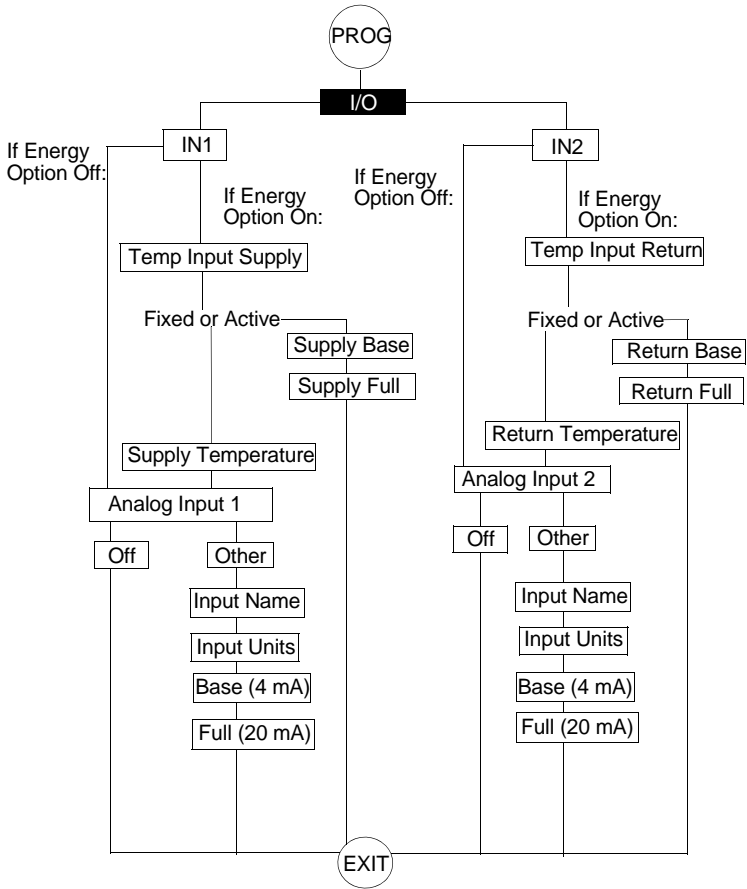 PROG
I/O
IN1
IN2
If Energy
Option Off:
If Energy
Option On:
If Energy
Option Off:
If Energy
Option On:
Temp Input Supply
Temp Input Return
Fixed or Active
Fixed or Active
Supply Base
Supply Full
Return Base
Return Full
Supply Temperature
Return Temperature
Analog Input 1
Analog Input 2
Off
Other
Off
Other
Input Name
Input Units
Base (4 mA)
Full (20 mA)
Input Name
Input Units
Base (4 mA)
Full (20 mA)
EXIT